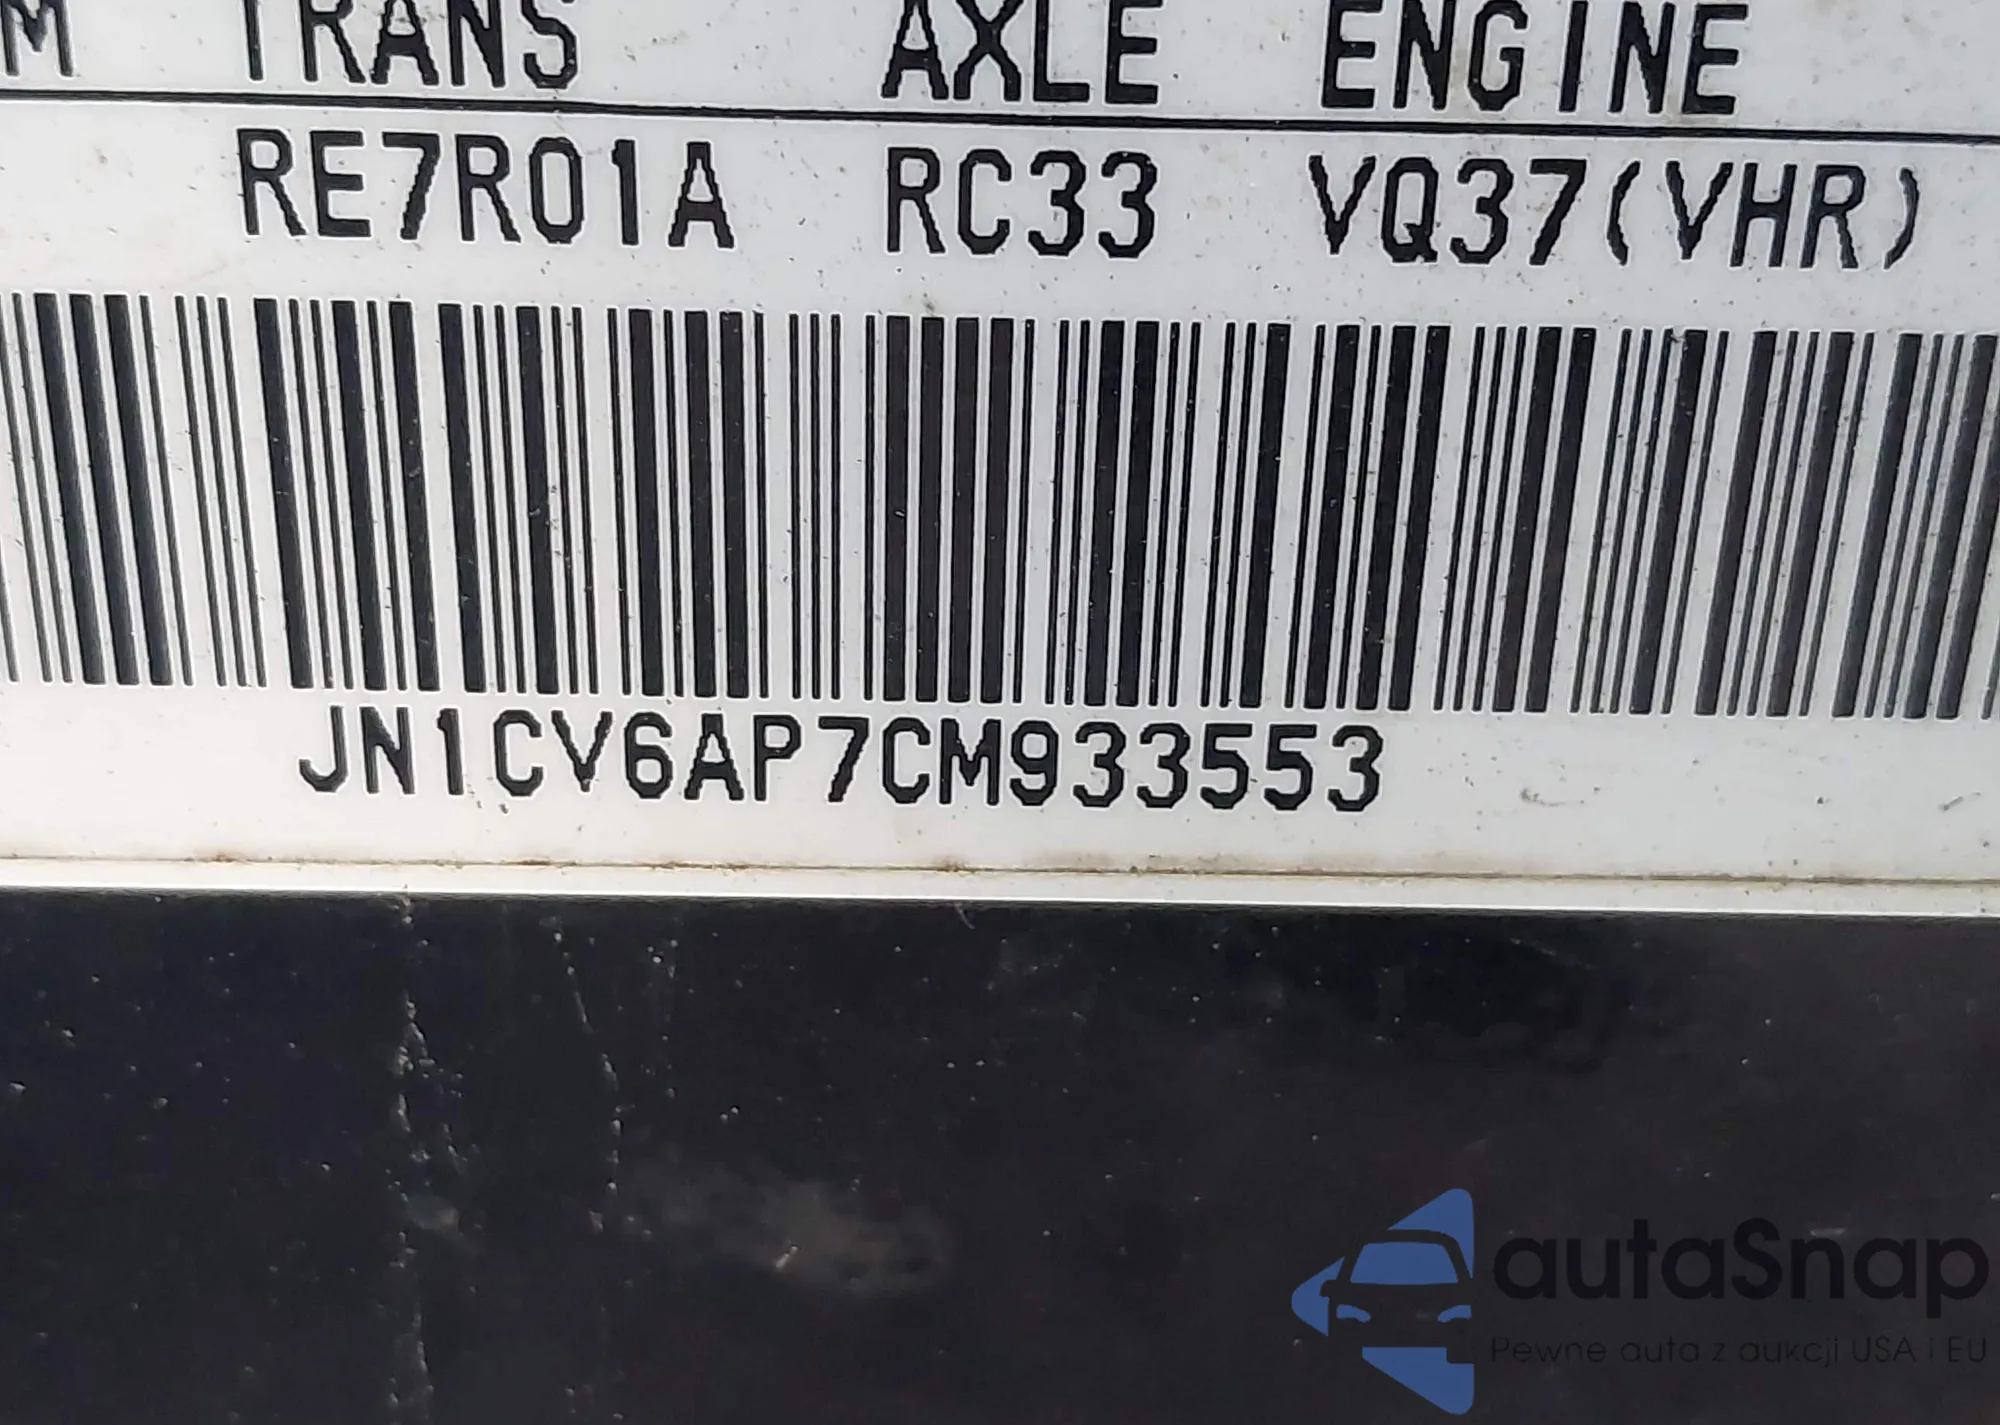 M TRANS AXLE ENGINE
RE7R01A RC33 VQ37(VHR)
JN1CV6AP7CM933553
autaSnap
Pewne auta z aukcji USA i EU